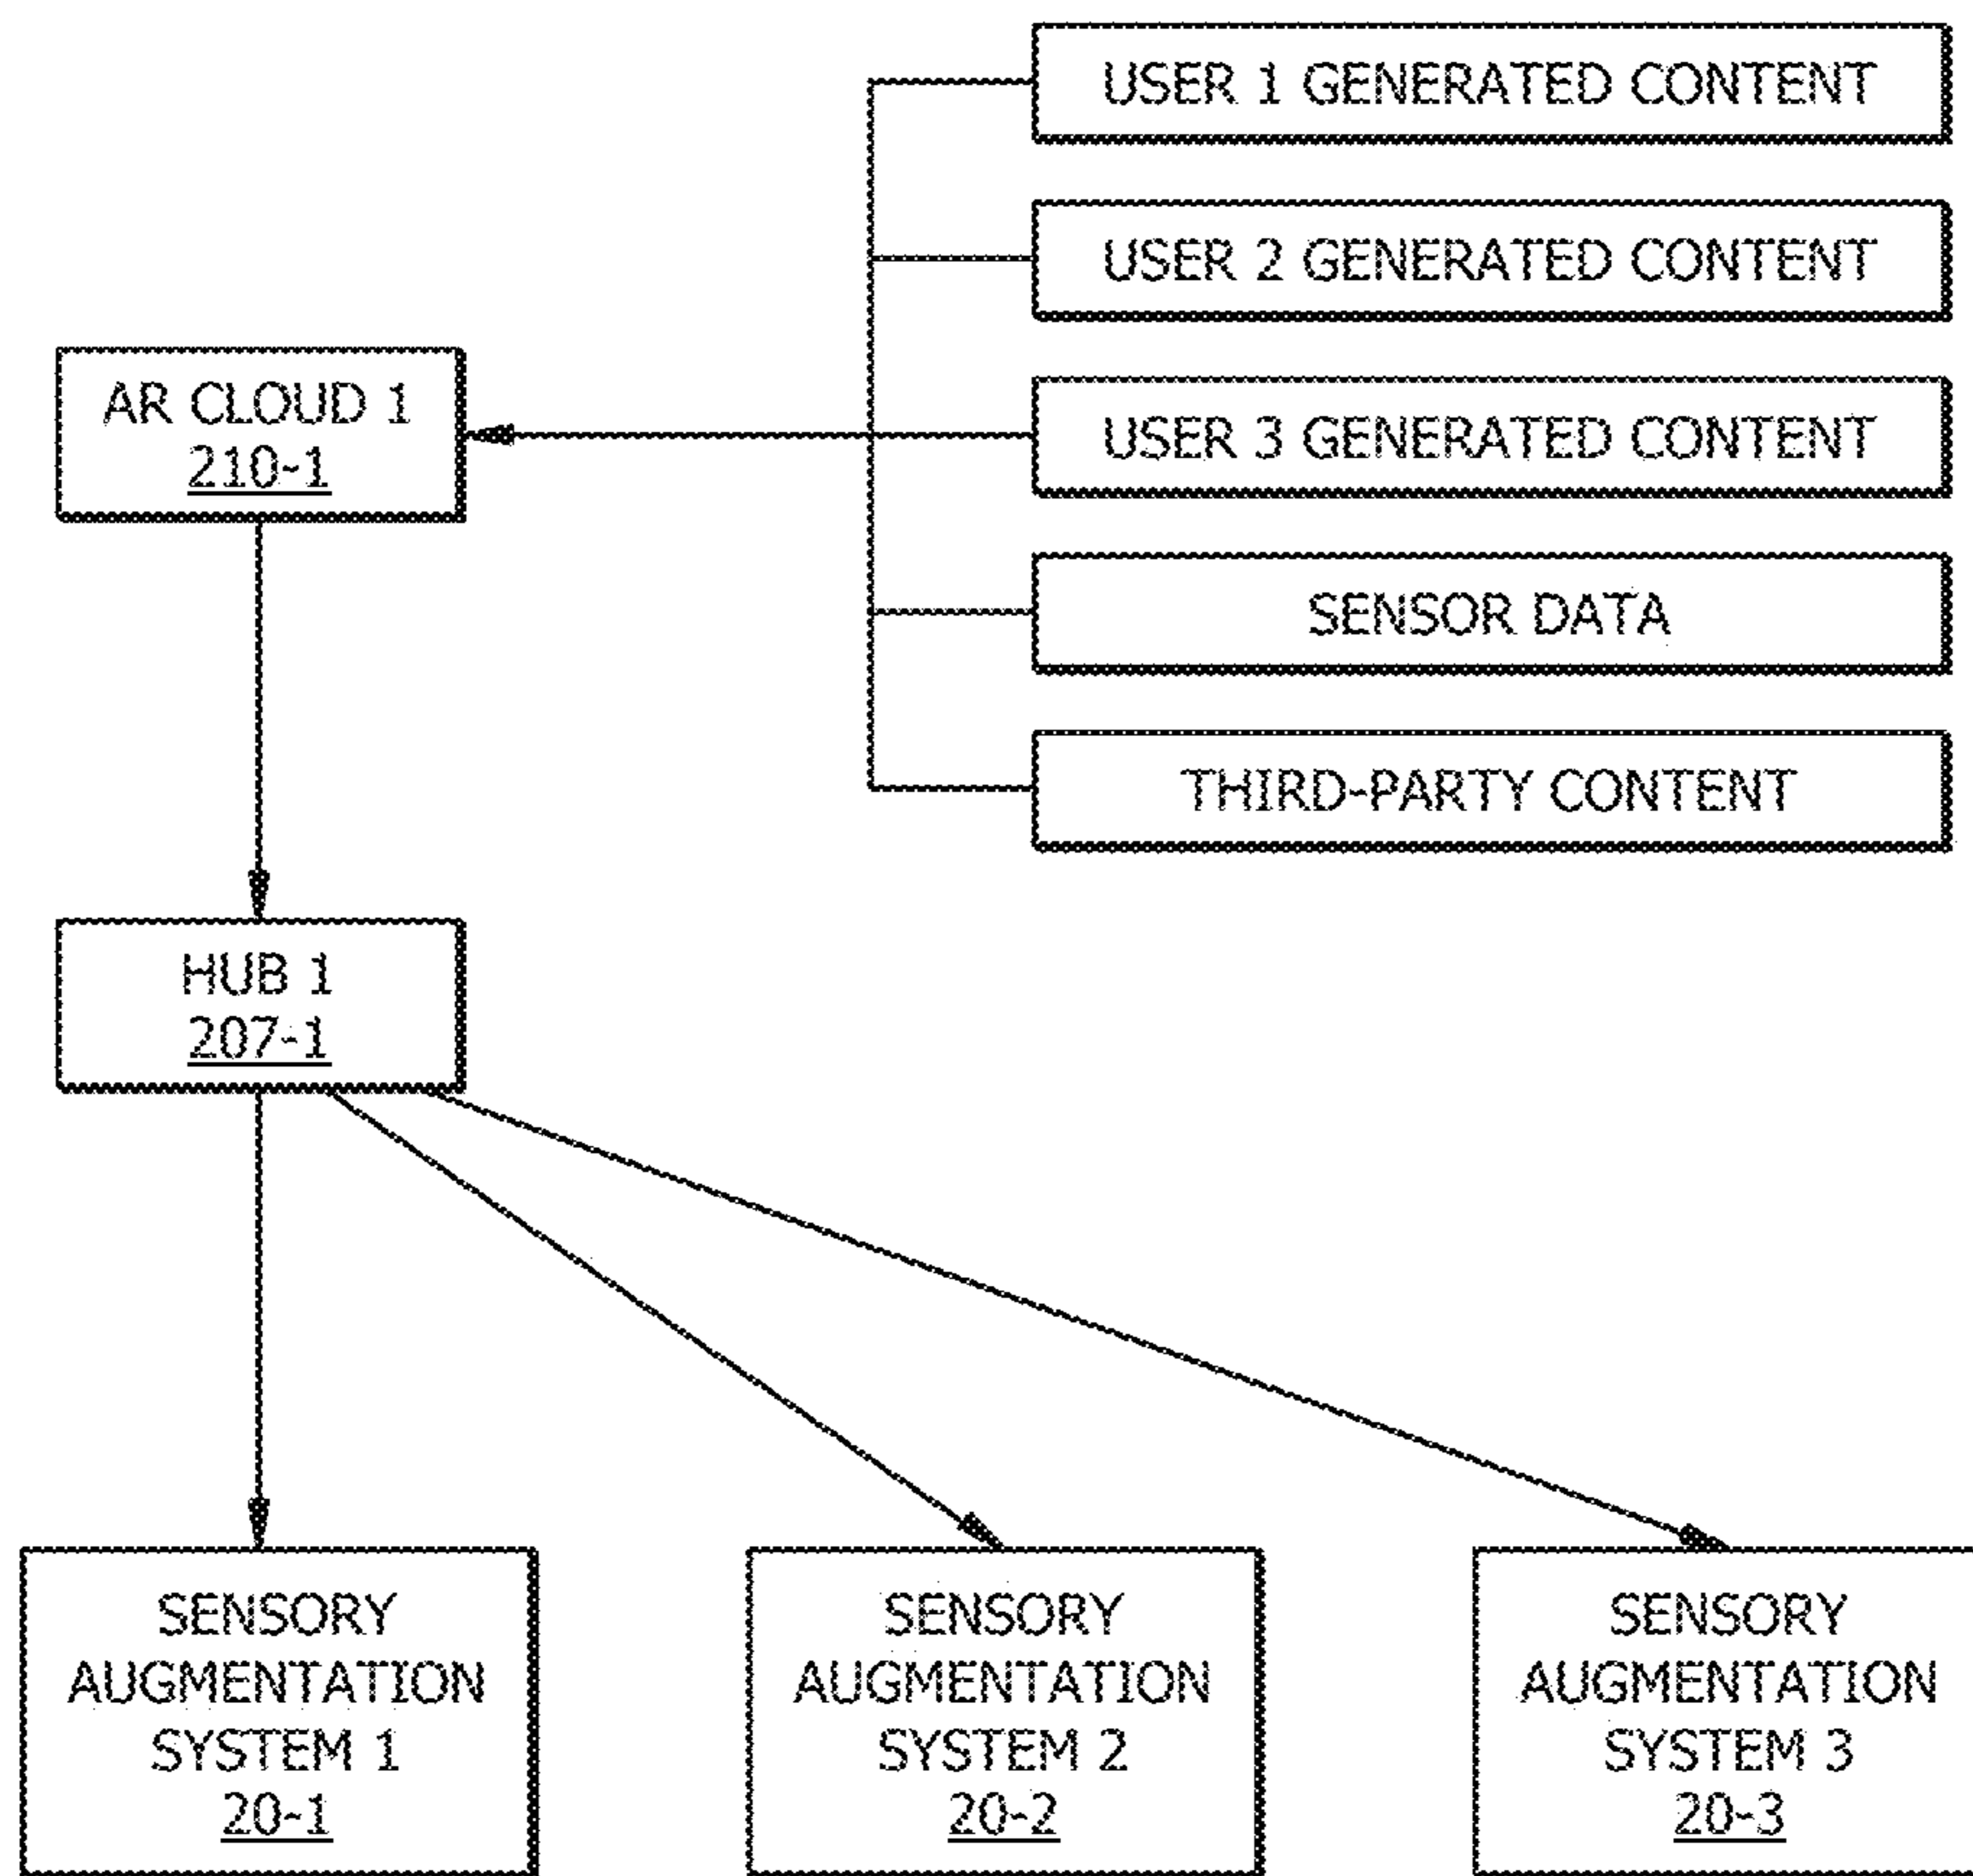 USER 1 GENERATED CONTENT
USER 2 GENERATED CONTENT
AR CLOUD 1
210-1
USER 3 GENERATED CONTENT
SENSOR DATA
THIRD-PARTY CONTENT
HUB 1
207-1
SENSORY
AUGMENTATION
SYSTEM 1
20-1
SENSORY
AUGMENTATION
SYSTEM 2
20-2
SENSORY
AUGMENTATION
SYSTEM 3
20-3